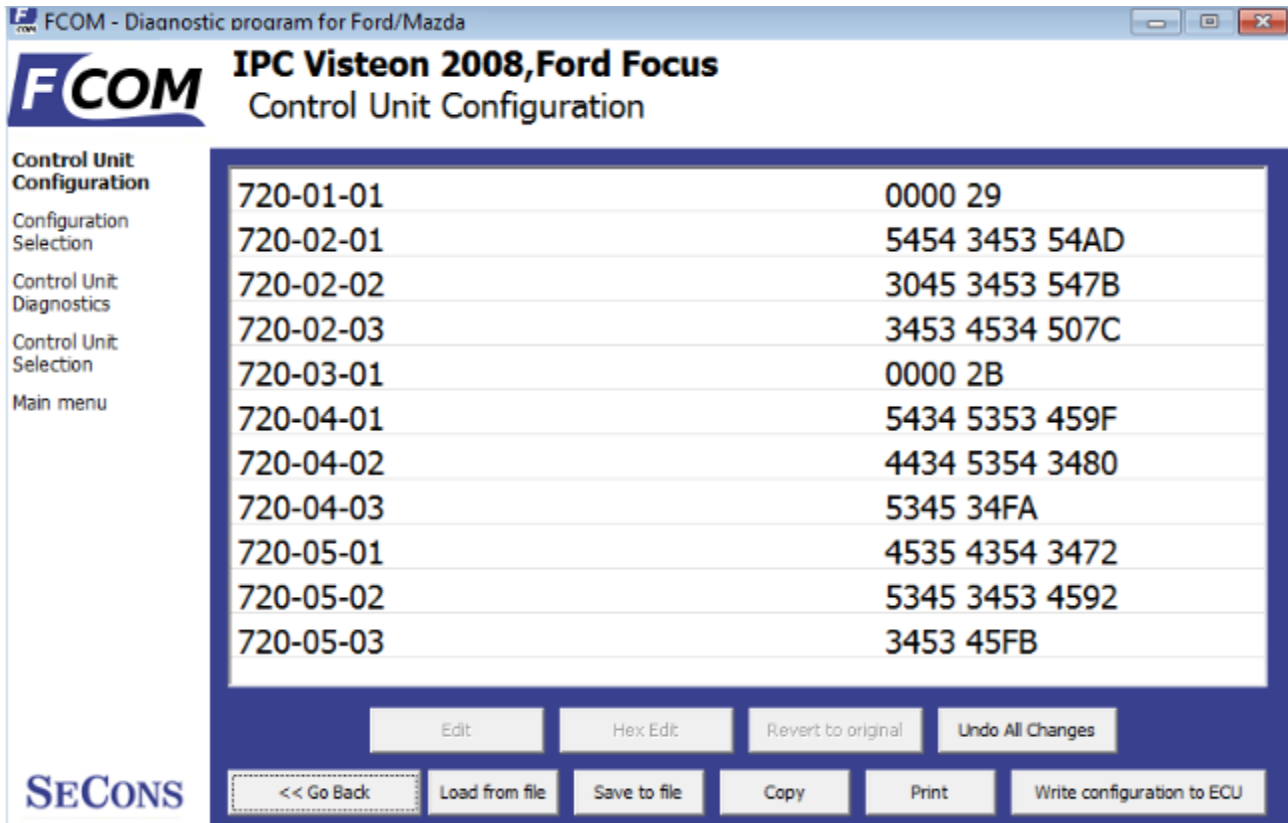 FCOM - Diagnostic program for Ford/Mazda
FCOM
IPC Visteon 2008,Ford Focus
Control Unit Configuration
Control Unit
Configuration
Configuration
Selection
Control Unit
Diagnostics
Control Unit
Selection
Main menu
720-01-01 0000 29
720-02-01 5454 3453 54AD
720-02-02 3045 3453 547B
720-02-03 3453 4534 507C
720-03-01 0000 2B
720-04-01 5434 5353 459F
720-04-02 4434 5354 3480
720-04-03 5345 34FA
720-05-01 4535 4354 3472
720-05-02 5345 3453 4592
720-05-03 3453 45FB
Edit Hex Edit Revert to original Undo All Changes
SECONS
<< Go Back Load from file Save to file Copy Print Write configuration to ECU